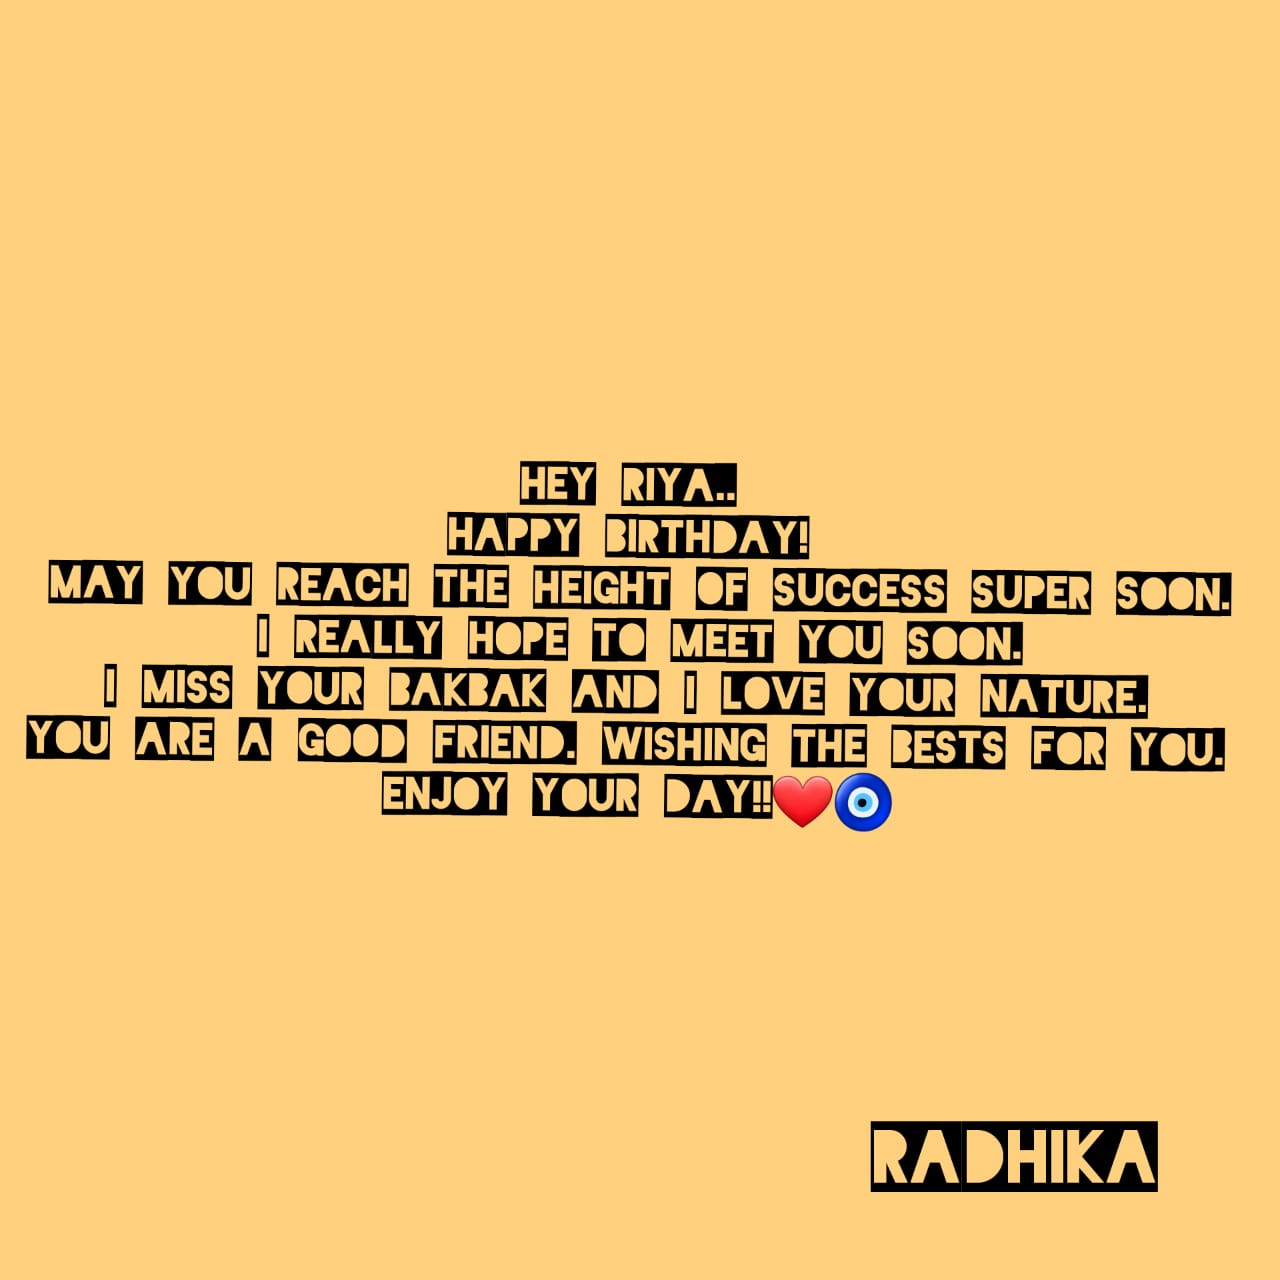 HEY RIYA..
HAPPY BIRTHDAY!
MAY YOU REACH THE HEIGHT OF SUCCESS SUPER SOON.
I REALLY HOPE TO MEET YOU SOON.
I MISS YOUR BAKBAK AND I LOVE YOUR NATURE.
YOU ARE A GOOD FRIEND. WISHING THE BESTS FOR YOU.
ENJOY YOUR DAY!!❤️🧿
RADHIKA